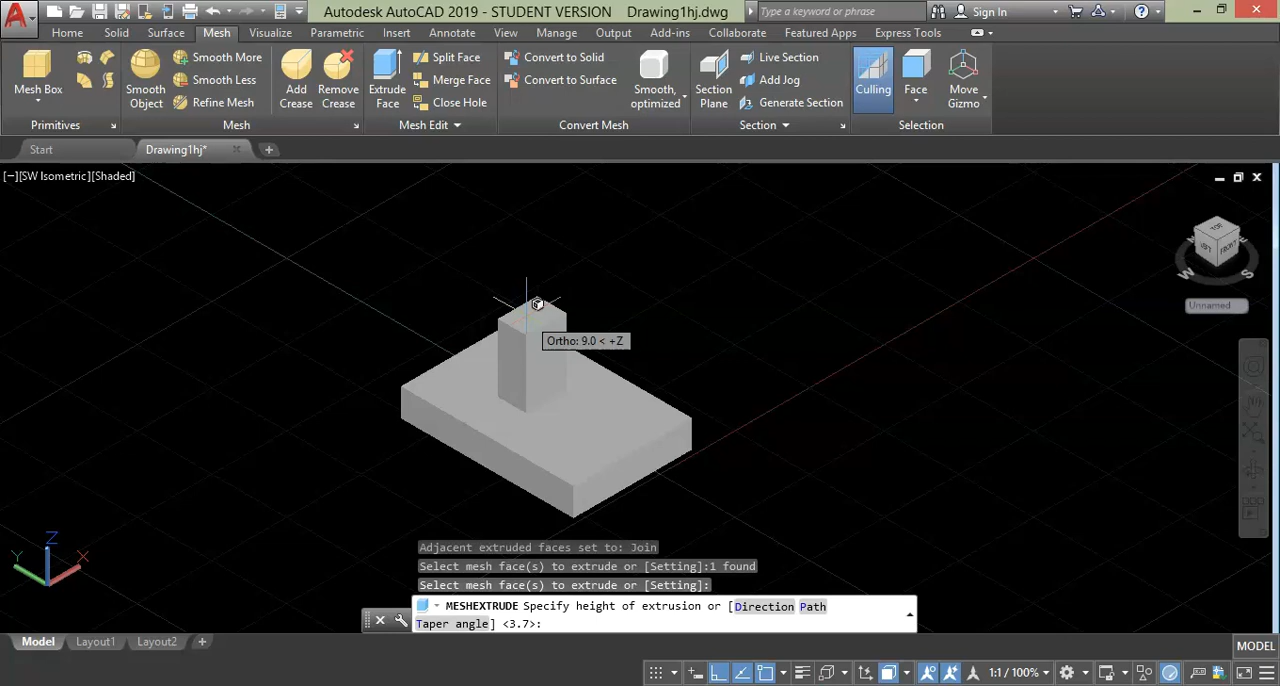 Autodesk AutoCAD 2019 - STUDENT VERSION Drawing1hj.dwg
Type a keyword or phrase
Sign In
Home Solid Surface Mesh Visualize Parametric Insert Annotate View Manage Output Add-ins Collaborate Featured Apps Express Tools
Mesh Box
Smooth Object
Smooth More
Smooth Less
Refine Mesh
Add Crease
Remove Crease
Extrude Face
Split Face
Merge Face
Close Hole
Convert to Solid
Convert to Surface
Smooth, optimized
Section Plane
Live Section
Add Jog
Generate Section
Culling
Face
Move Gizmo
Primitives Mesh Mesh Edit Convert Mesh Section Selection
Start Drawing1hj*
[−][SW Isometric][Shaded]
TOP
LEFT
FRONT
W
S
Unnamed
Ortho: 9.0 < +Z
Z
Y
X
Adjacent extruded faces set to: Join
Select mesh face(s) to extrude or [Setting]:1 found
Select mesh face(s) to extrude or [Setting]:
MESHEXTRUDE Specify height of extrusion or [Direction Path
Taper angle] <3.7>:
Model Layout1 Layout2
MODEL
1:1 / 100%